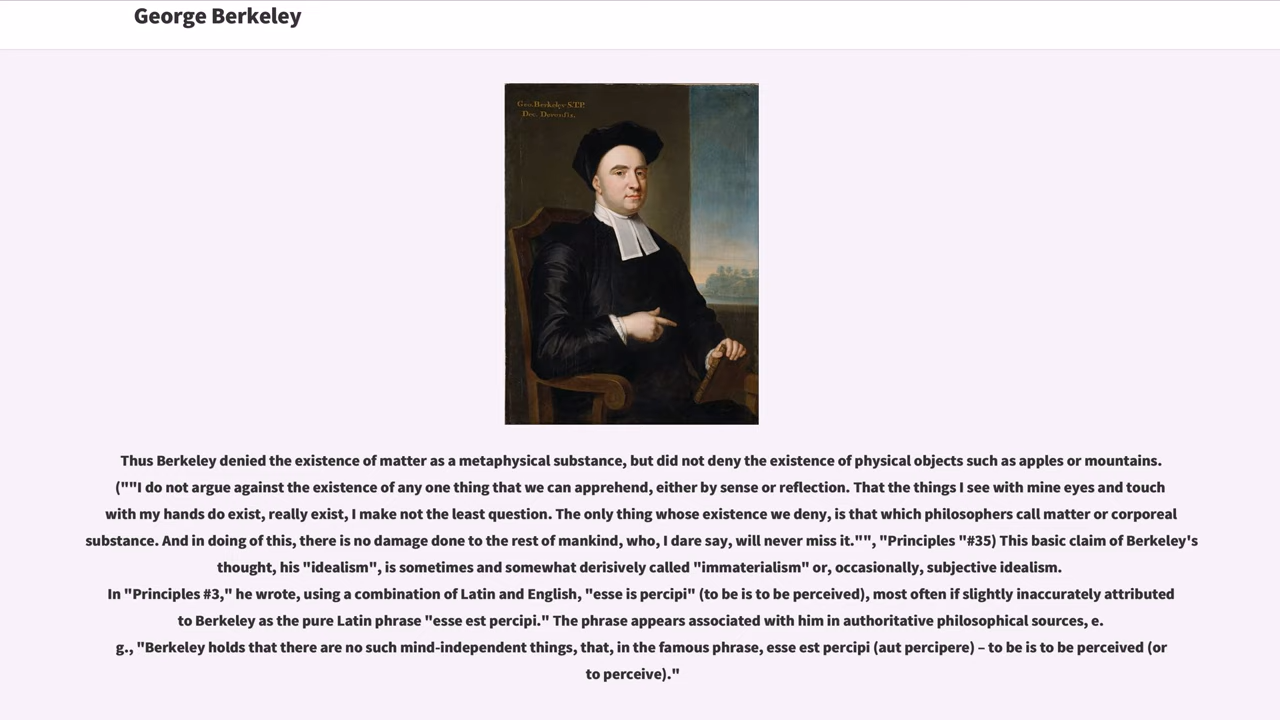 George Berkeley
Geo. Berkeley S.T.P.
Dec.
Thus Berkeley denied the existence of matter as a metaphysical substance, but did not deny the existence of physical objects such as apples or mountains.
(""I do not argue against the existence of any one thing that we can apprehend, either by sense or reflection. That the things I see with mine eyes and touch
with my hands do exist, really exist, I make not the least question. The only thing whose existence we deny, is that which philosophers call matter or corporeal
substance. And in doing of this, there is no damage done to the rest of mankind, who, I dare say, will never miss it."", "Principles "#35) This basic claim of Berkeley's
thought, his "idealism", is sometimes and somewhat derisively called "immaterialism" or, occasionally, subjective idealism.
In "Principles #3," he wrote, using a combination of Latin and English, "esse is percipi" (to be is to be perceived), most often if slightly inaccurately attributed
to Berkeley as the pure Latin phrase "esse est percipi." The phrase appears associated with him in authoritative philosophical sources, e.
g., "Berkeley holds that there are no such mind-independent things, that, in the famous phrase, esse est percipi (aut percipere) – to be is to be perceived (or
to perceive)."